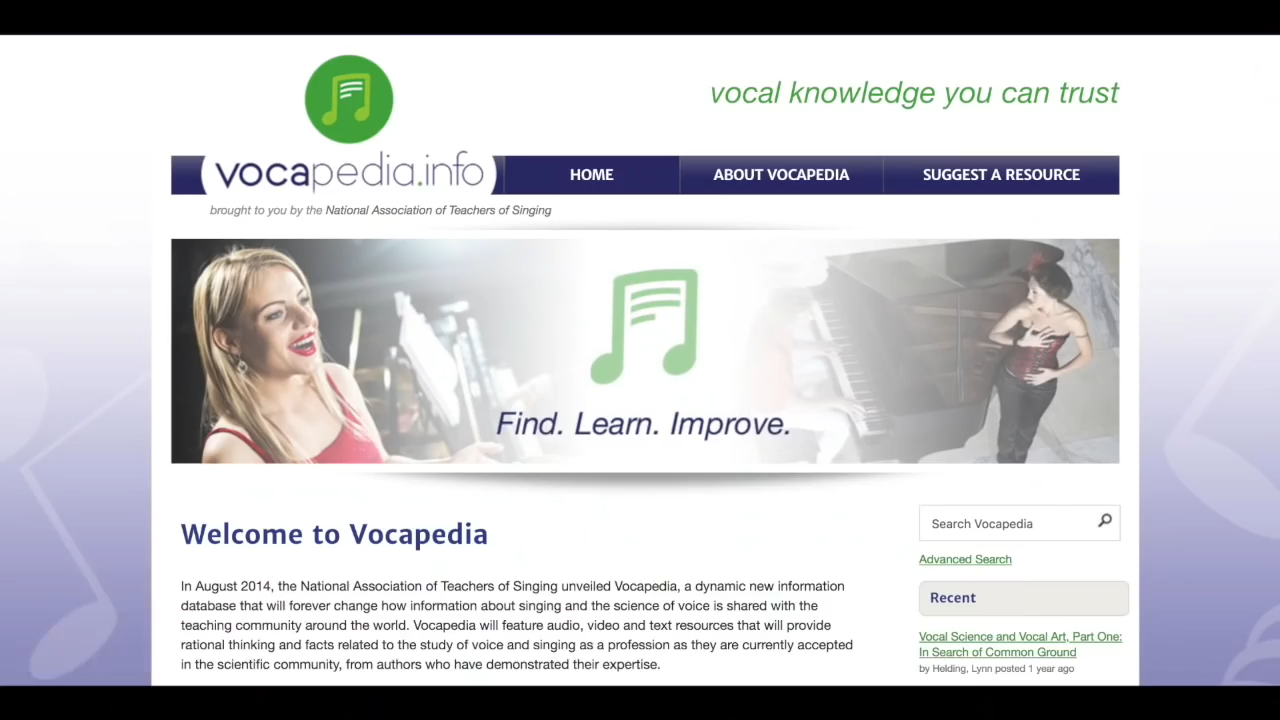 vocal knowledge you can trust
vocapedia.info
HOME
ABOUT VOCAPEDIA
SUGGEST A RESOURCE
brought to you by the National Association of Teachers of Singing
Find. Learn. Improve.
Welcome to Vocapedia
In August 2014, the National Association of Teachers of Singing unveiled Vocapedia, a dynamic new information
database that will forever change how information about singing and the science of voice is shared with the
teaching community around the world. Vocapedia will feature audio, video and text resources that will provide
rational thinking and facts related to the study of voice and singing as a profession as they are currently accepted
in the scientific community, from authors who have demonstrated their expertise.
Search Vocapedia
Advanced Search
Recent
Vocal Science and Vocal Art, Part One:
In Search of Common Ground
by Helding, Lynn posted 1 year ago